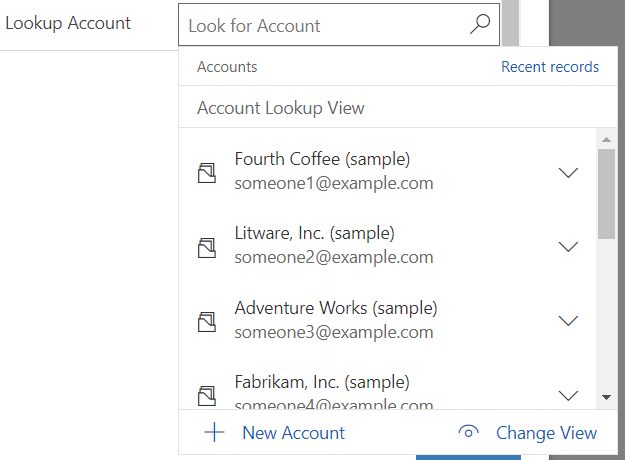 Lookup Account
Look for Account
Accounts Recent records
Account Lookup View
Fourth Coffee (sample)
someone1@example.com
Litware, Inc. (sample)
someone2@example.com
Adventure Works (sample)
someone3@example.com
Fabrikam, Inc. (sample)
someone4@example.com
New Account Change View